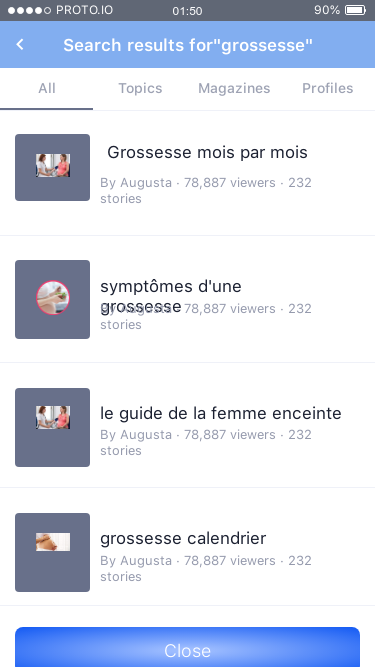 PROTO.IO 01:50 90%
Search results for"grossesse"
All Topics Magazines Profiles
Grossesse mois par mois
By Augusta · 78,887 viewers · 232
stories
symptômes d'une
grossesse
By Augusta · 78,887 viewers · 232
stories
le guide de la femme enceinte
By Augusta · 78,887 viewers · 232
stories
grossesse calendrier
By Augusta · 78,887 viewers · 232
stories
Close